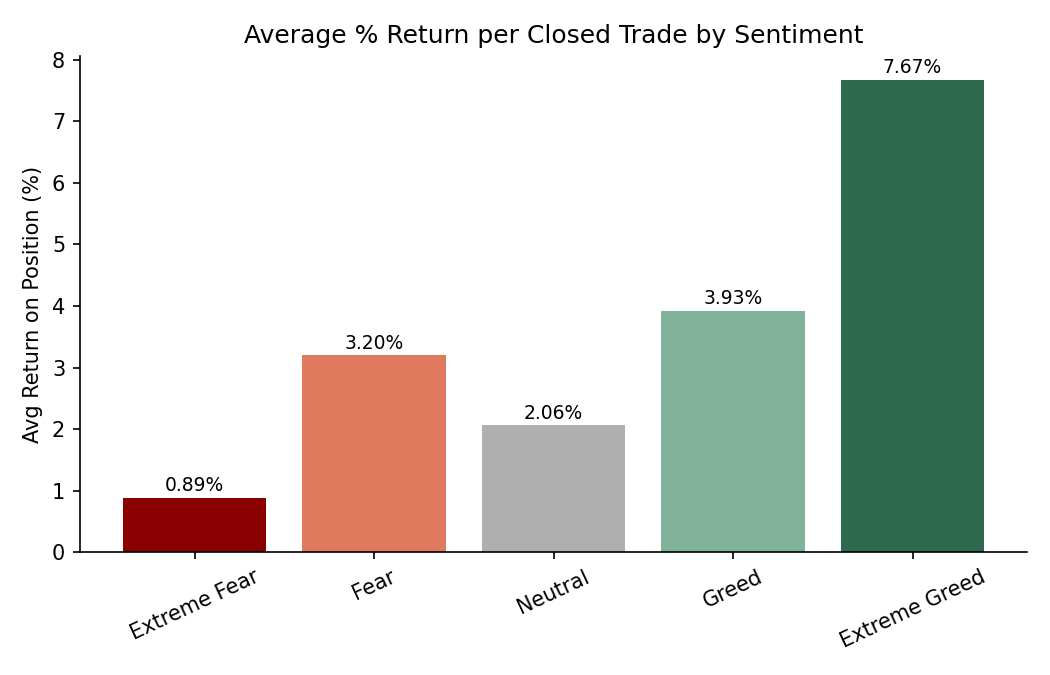 Average % Return per Closed Trade by Sentiment
Avg Return on Position (%)
8
7
6
5
4
3
2
1
0
0.89%
3.20%
2.06%
3.93%
7.67%
Extreme Fear
Fear
Neutral
Greed
Extreme Greed